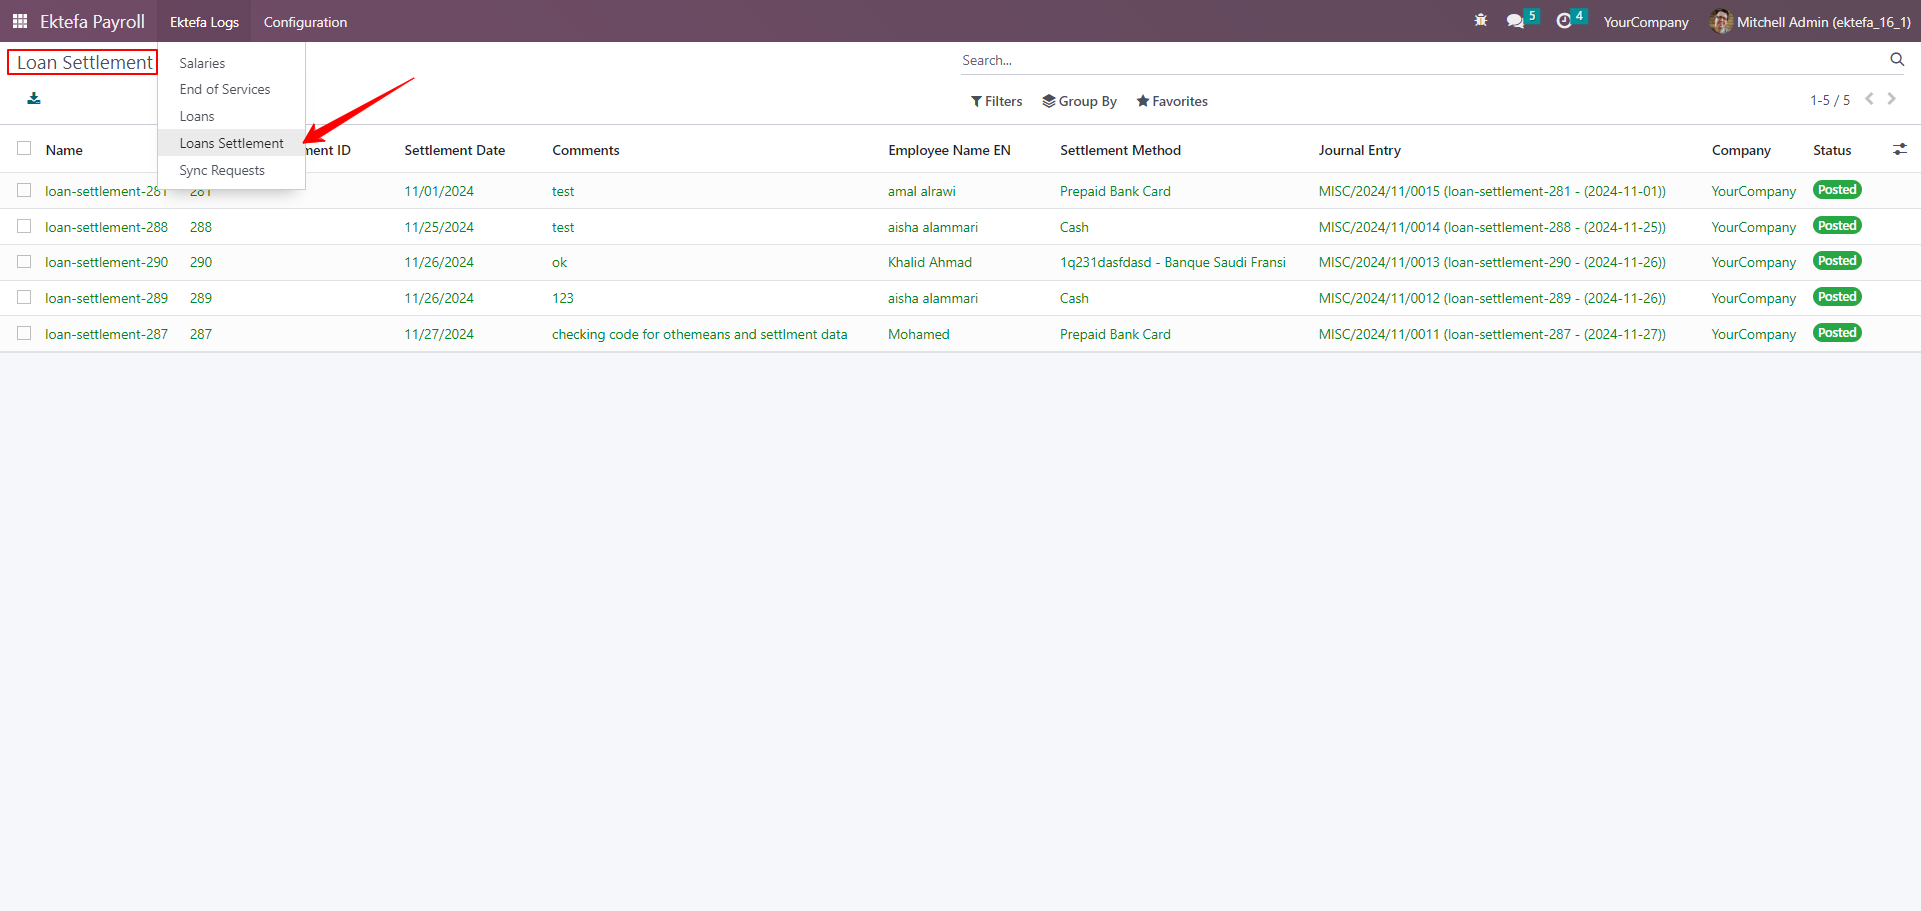 Ektefa Payroll Ektefa Logs Configuration 5 4 YourCompany Mitchell Admin (ektefa_16_1)
Loan Settlement
Search...
Filters Group By Favorites
1-5 / 5
Salaries
End of Services
Loans
Loans Settlement
Sync Requests
Name ment ID Settlement Date Comments Employee Name EN Settlement Method Journal Entry Company Status
loan-settlement-281 281 11/01/2024 test amal alrawi Prepaid Bank Card MISC/2024/11/0015 (loan-settlement-281 - (2024-11-01)) YourCompany Posted
loan-settlement-288 288 11/25/2024 test aisha alammari Cash MISC/2024/11/0014 (loan-settlement-288 - (2024-11-25)) YourCompany Posted
loan-settlement-290 290 11/26/2024 ok Khalid Ahmad 1q231dasfdasd - Banque Saudi Fransi MISC/2024/11/0013 (loan-settlement-290 - (2024-11-26)) YourCompany Posted
loan-settlement-289 289 11/26/2024 123 aisha alammari Cash MISC/2024/11/0012 (loan-settlement-289 - (2024-11-26)) YourCompany Posted
loan-settlement-287 287 11/27/2024 checking code for othemeans and settlment data Mohamed Prepaid Bank Card MISC/2024/11/0011 (loan-settlement-287 - (2024-11-27)) YourCompany Posted